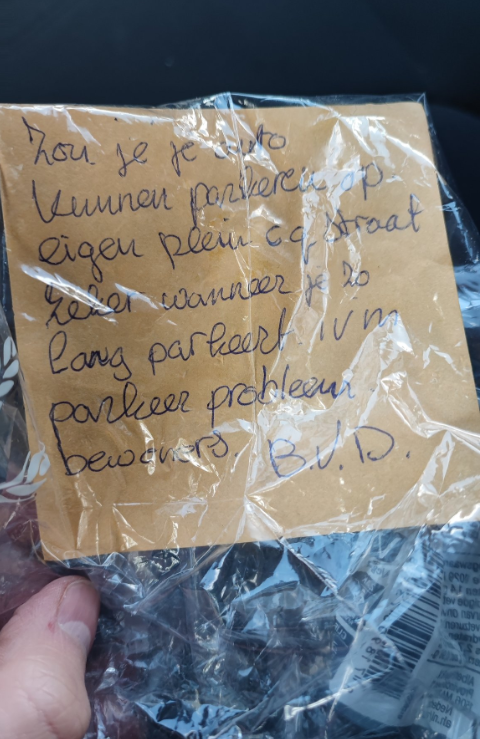 Zou je je auto
kunnen parkeren op
eigen plein c.q. straat
zeker wanneer je zo
lang parkeert. ivm
parkeer probleem
bewoners. B.V.D.